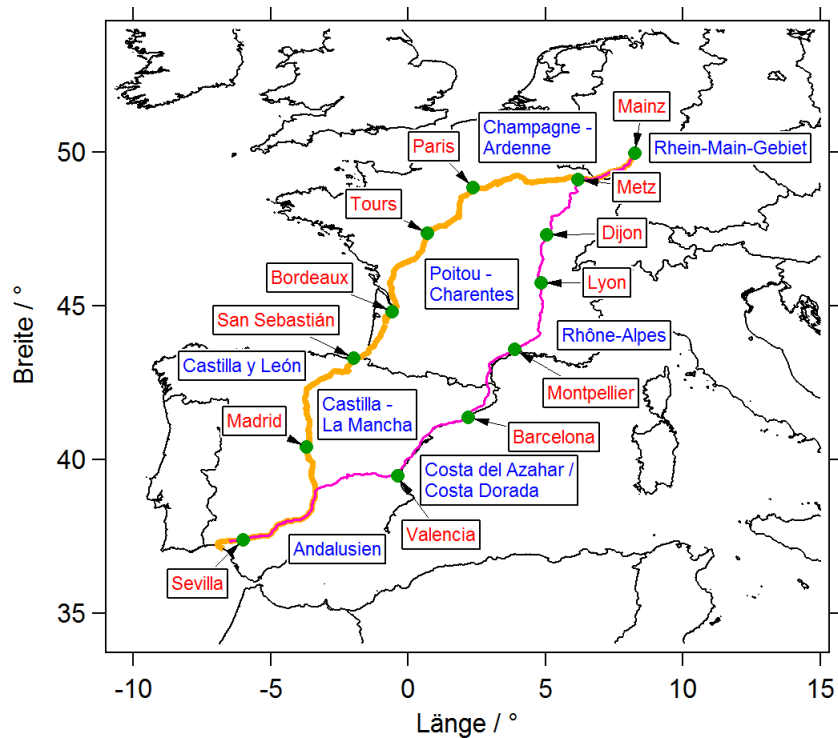 Mainz
Champagne -
Ardenne
Paris
Rhein-Main-Gebiet
50
Metz
Tours
Dijon
Bordeaux
Poitou -
Charentes
Lyon
45
San Sebastián
Rhône-Alpes
Castilla y León
Castilla -
La Mancha
Montpellier
Madrid
Barcelona
40
Costa del Azahar /
Costa Dorada
Valencia
Andalusien
Sevilla
35
Breite / °
-10
-5
0
5
10
15
Länge / °